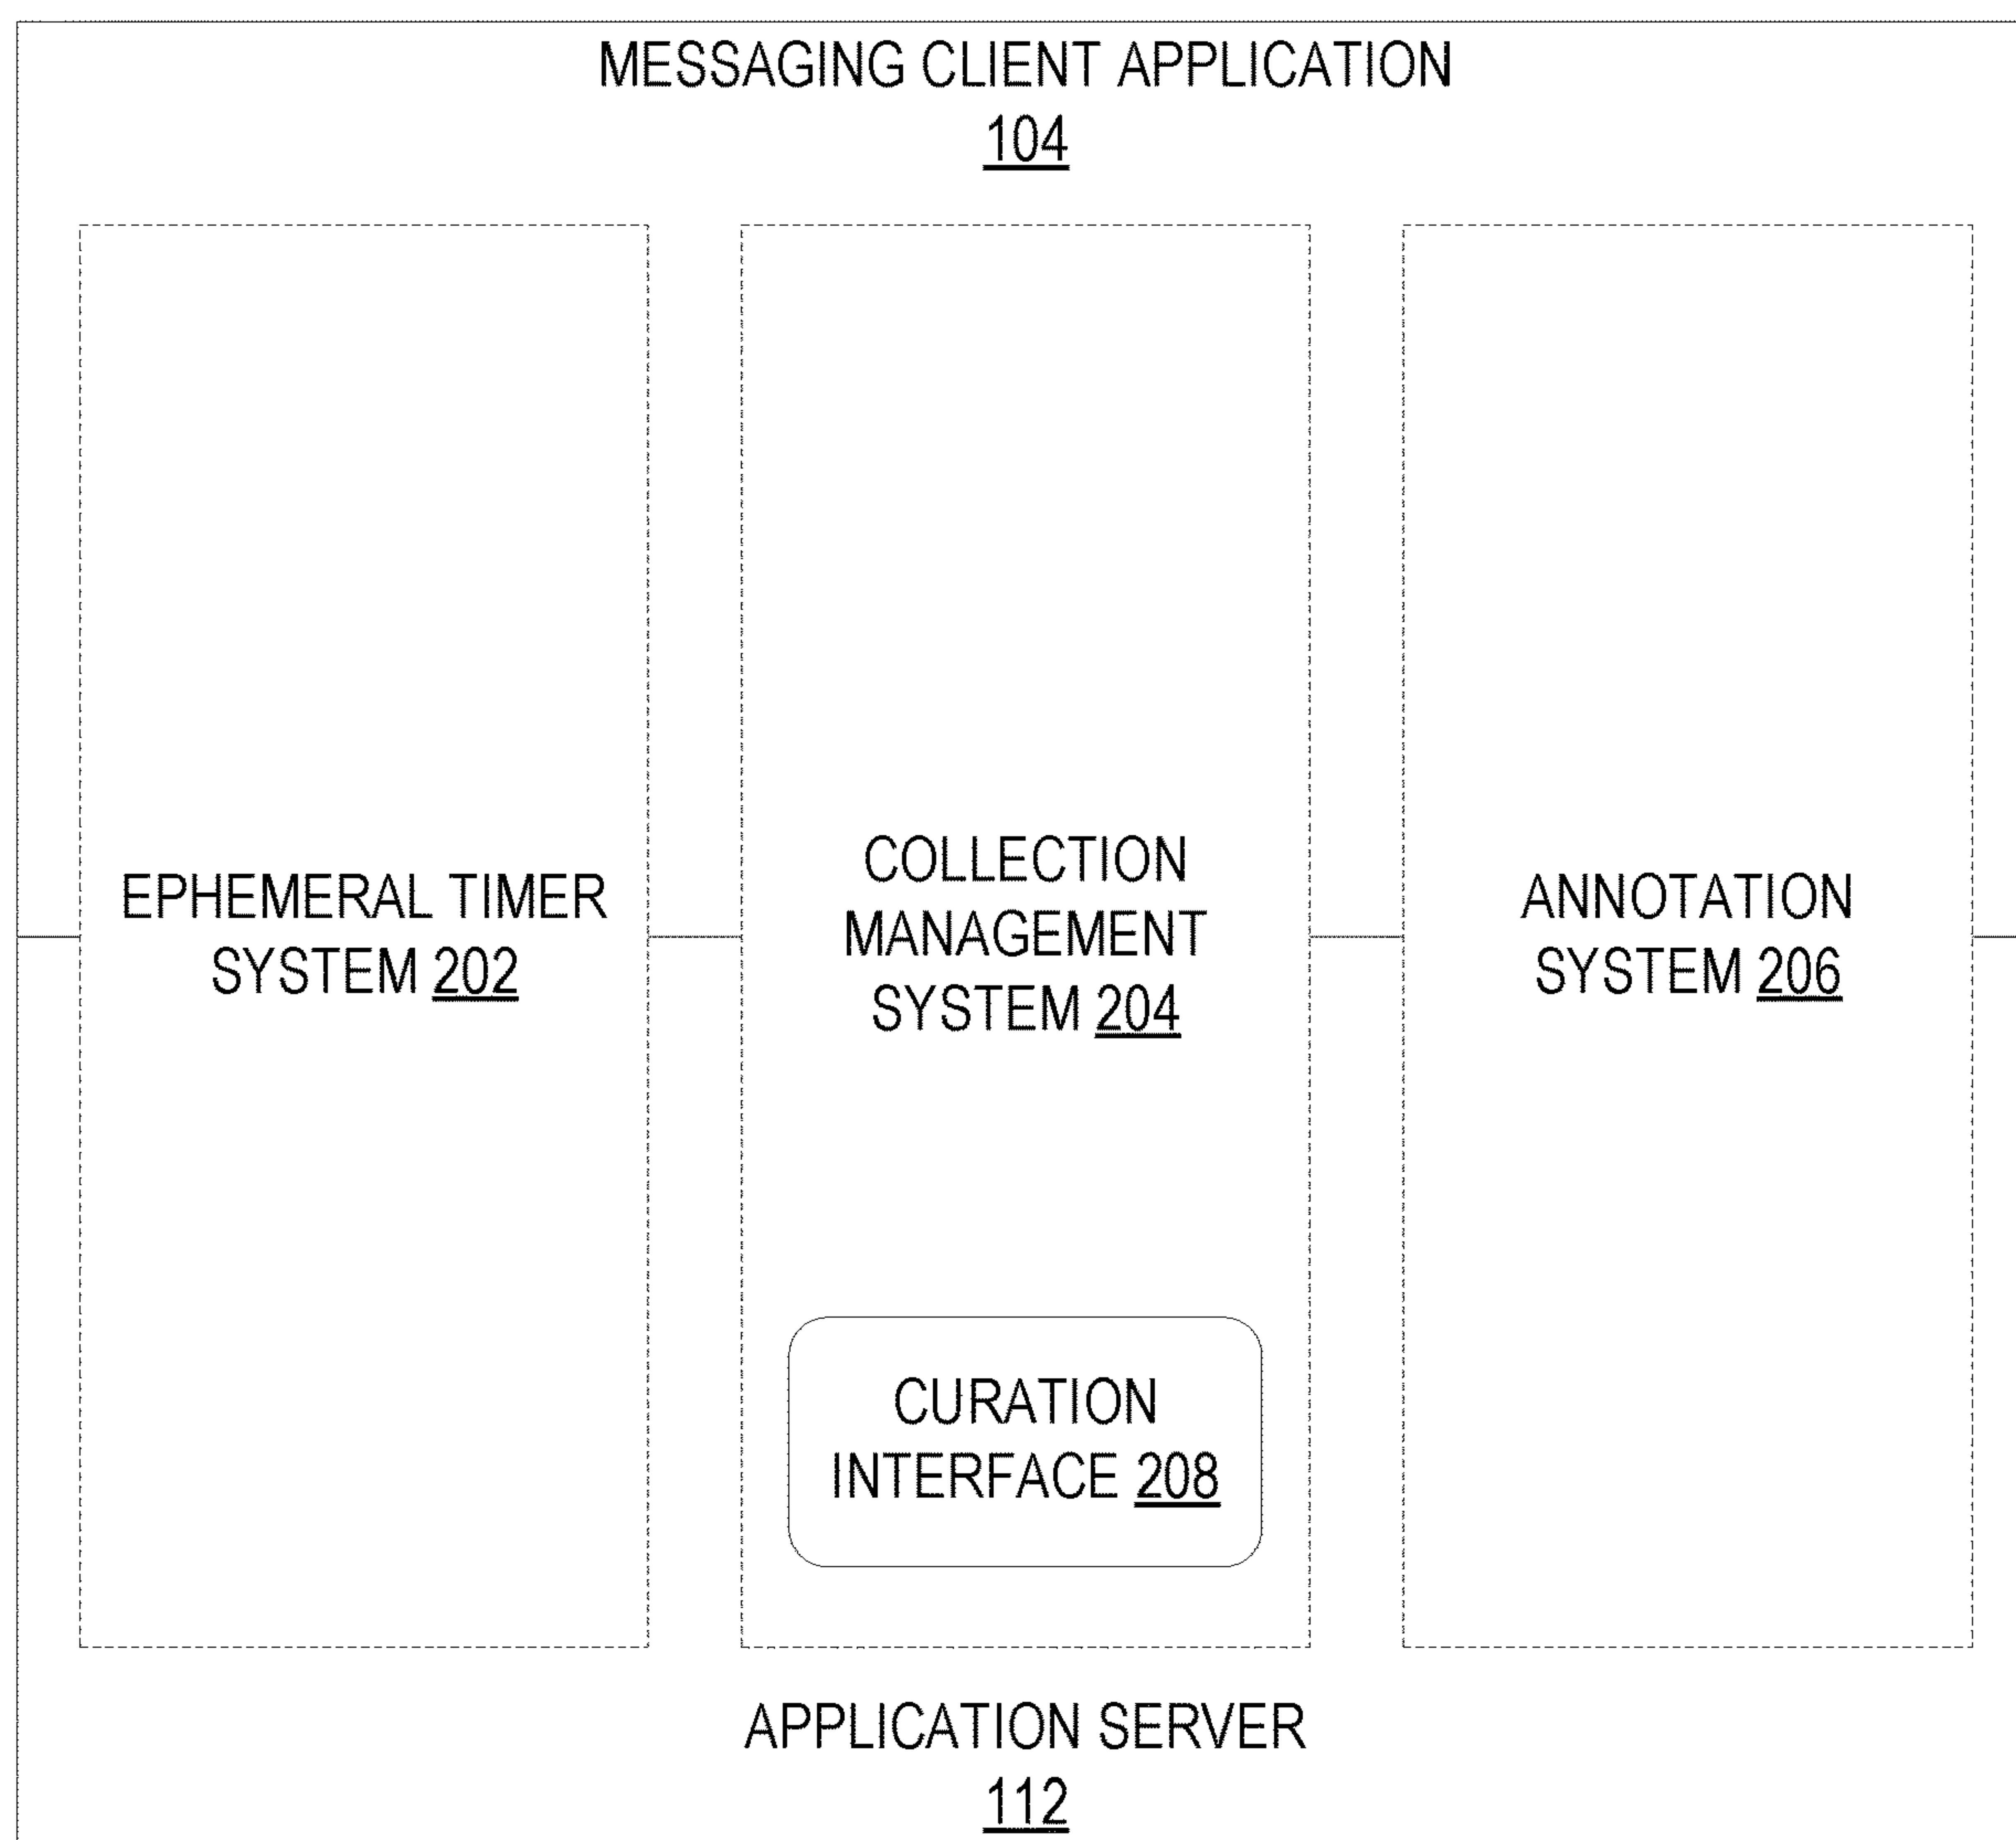 MESSAGING CLIENT APPLICATION
104
EPHEMERAL TIMER
SYSTEM 202
COLLECTION
MANAGEMENT
SYSTEM 204
ANNOTATION
SYSTEM 206
CURATION
INTERFACE 208
APPLICATION SERVER
112